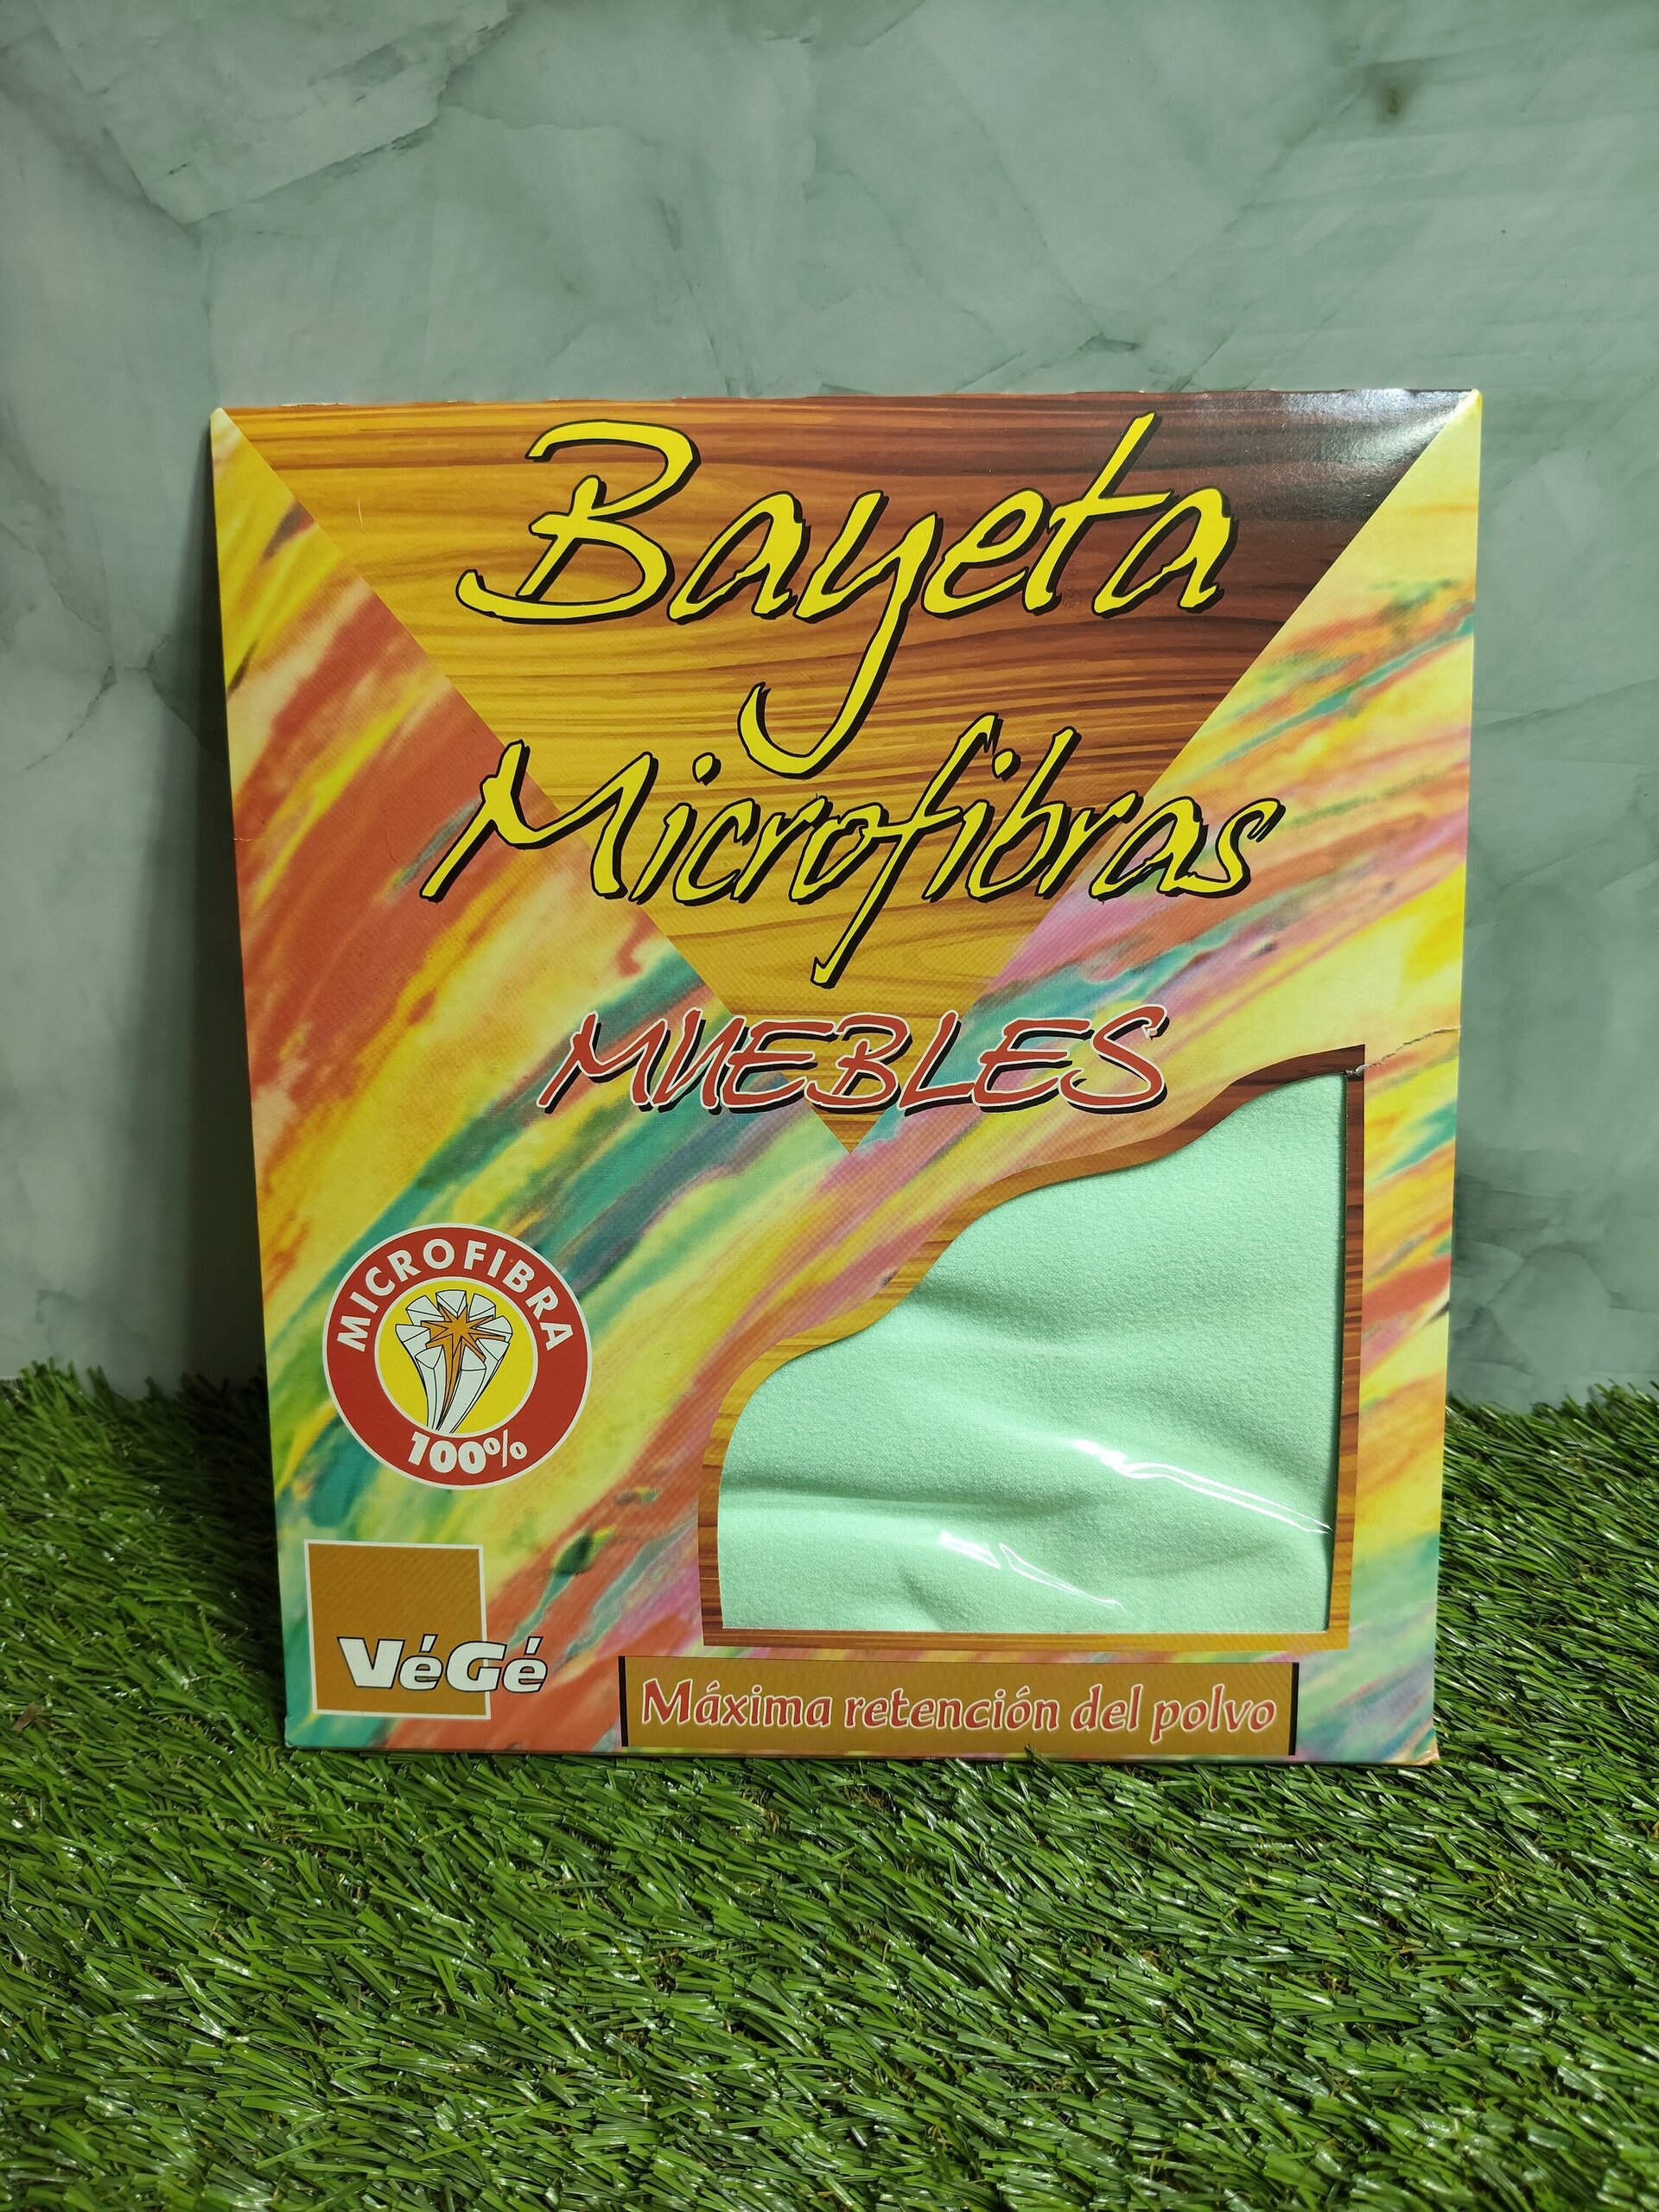 Bayeta
Microfibras
MUEBLES
MICROFIBRA
100%
VéGé
Máxima retención del polvo